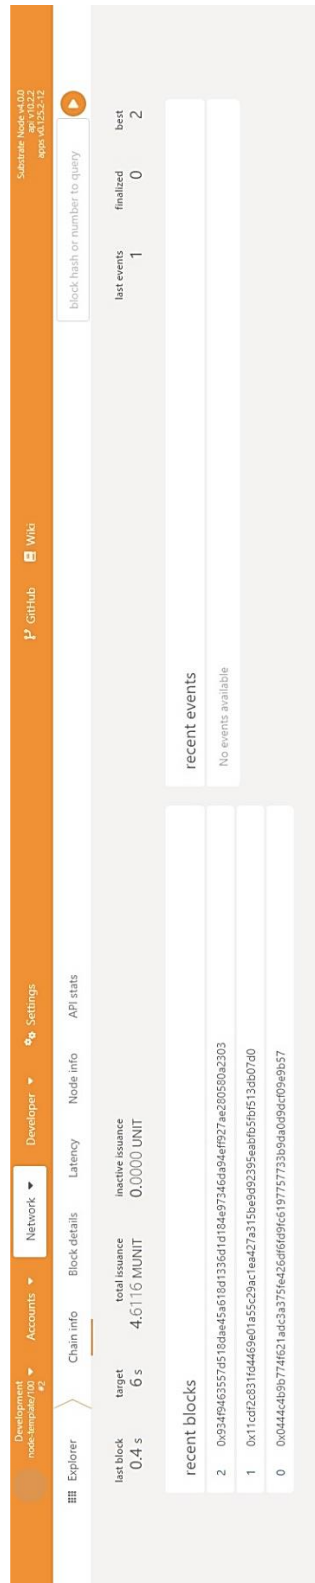 Development
node-template/100
#2
Accounts
Network
Developer
Settings
GitHub
Wiki
Substrate Node v4.0.0
api v10.2.2
apps v0.125.2-12
Explorer
Chain info
Block details
Latency
Node info
API stats
block hash or number to query
last block
0.4 s
target
6 s
total issuance
4.6116 MUNIT
inactive issuance
0.0000 UNIT
last events
1
finalized
0
best
2
recent blocks
2 0x934f9463557d518dae45a618d1336d1d184e97346da94eff927ae280580a2303
1 0x11cdf2c831fd4469e01a55c29ac1ea427a315be9d92395eabfb5fbf513db07d0
0 0x0444c4b9b774f621adc3a375fe426df6fd9fc6197757733b9da0d9dcf09e9b57
recent events
No events available